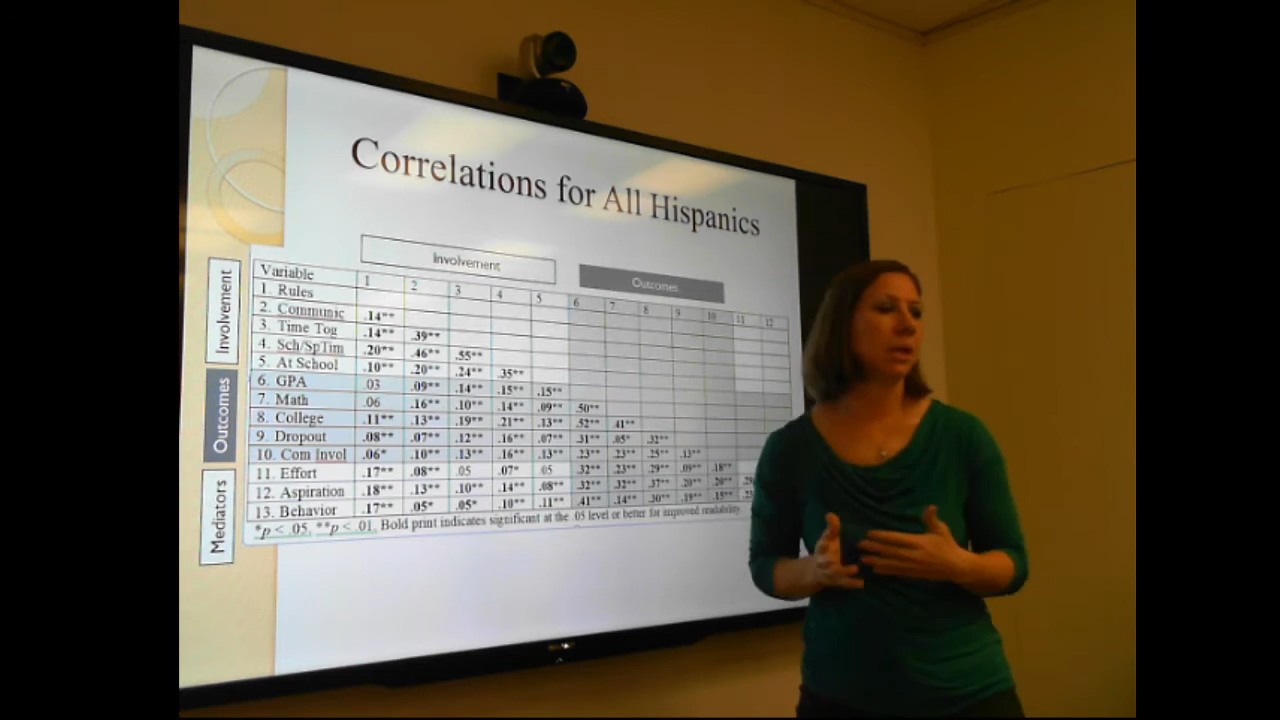 Correlations for All Hispanics
Involvement
Outcomes
Involvement
Outcomes
Mediators
Variable 1 2 3 4 5 6 7 8 9 10 11 12
1. Rules
2. Communic .14**
3. Time Tog .14** .39**
4. Sch/SpTim .20** .46** .55**
5. At School .10** .20** .24** .35**
6. GPA .03 .09** .14** .15** .15**
7. Math .06 .16** .10** .14** .09** .50**
8. College .11** .13** .19** .21** .13** .52** .41**
9. Dropout .08** .07** .12** .16** .07** .31** .05* .32**
10. Com Invol .06* .10** .13** .16** .13** .23** .23** .25** .13**
11. Effort .17** .08** .05 .07* .05 .32** .23** .29** .09** .18**
12. Aspiration .18** .13** .10** .14** .08** .32** .32** .37** .20** .20**
13. Behavior .17** .05* .05* .10** .11** .41** .14** .30** .19** .15**
*p < .05, **p < .01. Bold print indicates significant at the .05 level or better for improved readability.